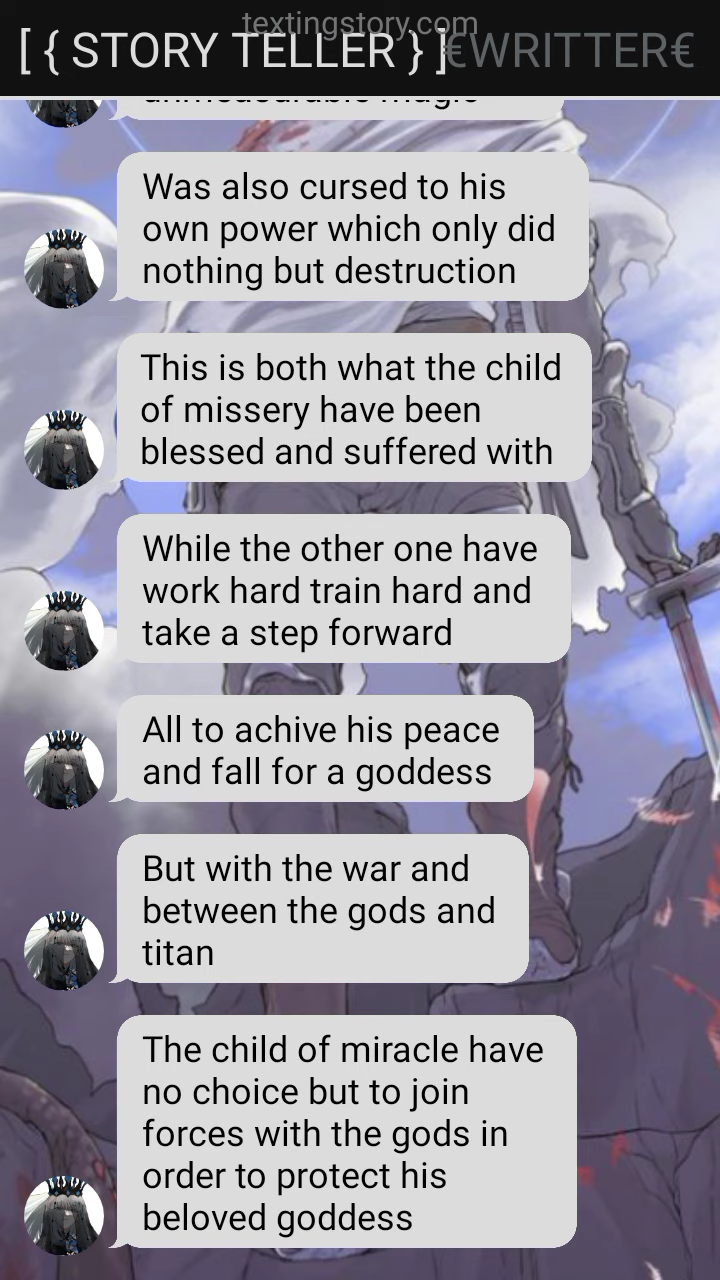 textingstory.com
[ { STORY TELLER } ]€WRITTER€
Was also cursed to his
own power which only did
nothing but destruction
This is both what the child
of missery have been
blessed and suffered with
While the other one have
work hard train hard and
take a step forward
All to achive his peace
and fall for a goddess
But with the war and
between the gods and
titan
The child of miracle have
no choice but to join
forces with the gods in
order to protect his
beloved goddess